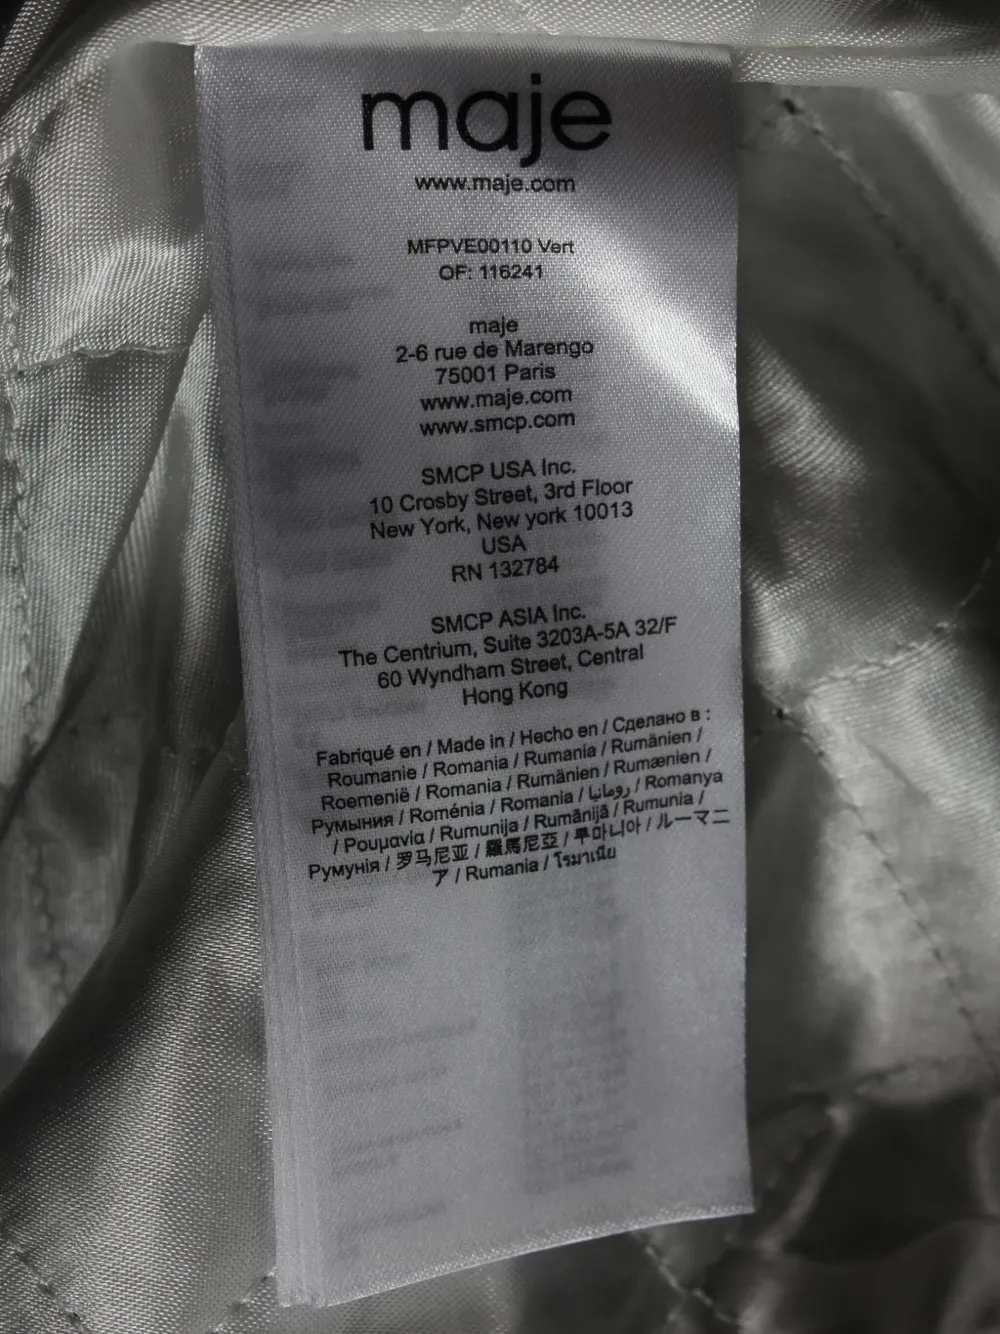 maje
www.maje.com
MFPVE00110 Vert
OF: 116241
maje
2-6 rue de Marengo
75001 Paris
www.maje.com
www.smcp.com
SMCP USA Inc.
10 Crosby Street, 3rd Floor
New York, New york 10013
USA
RN 132784
SMCP ASIA Inc.
The Centrium, Suite 3203A-5A 32/F
60 Wyndham Street, Central
Hong Kong
Fabriqué en / Made in / Hecho en / Сделано в :
Roumanie / Romania / Rumania / Rumänien /
Roemenië / Romania / Rumänien / Rumænien /
Румыния / Roménia / Romania / رومانيا / Romanya
/ Ρουμανία / Rumunija / Rumānijā / Rumunia /
Румунія / 罗马尼亚 / 羅馬尼亞 / 루마니아 / ルーマニ
ア / Rumania / โรมาเนีย